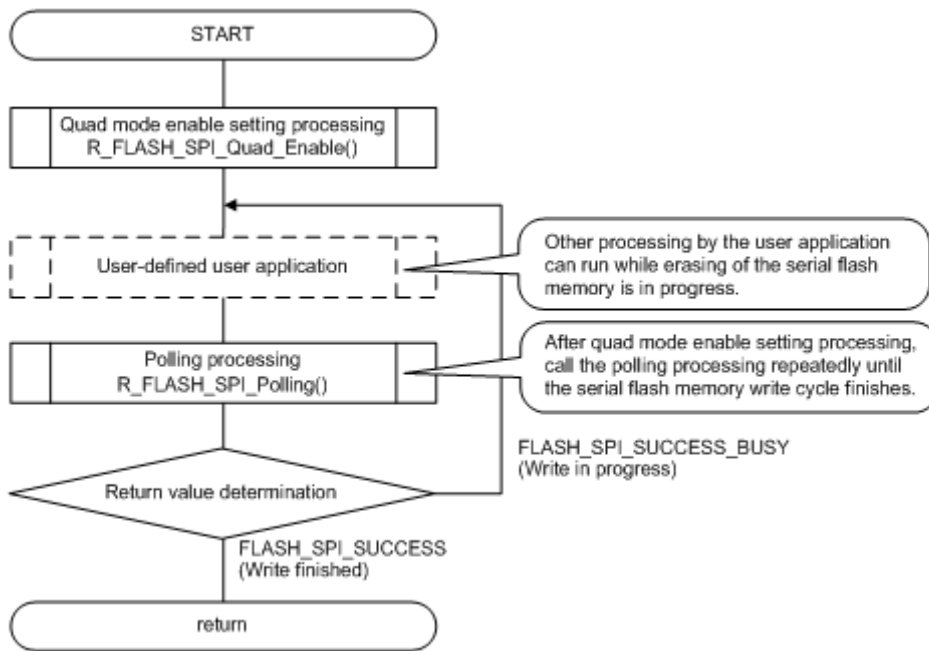 START
Quad mode enable setting processing
R_FLASH_SPI_Quad_Enable()
User-defined user application
Other processing by the user application
can run while erasing of the serial flash
memory is in progress.
Polling processing
R_FLASH_SPI_Polling()
After quad mode enable setting processing,
call the polling processing repeatedly until
the serial flash memory write cycle finishes.
FLASH_SPI_SUCCESS_BUSY
(Write in progress)
Return value determination
FLASH_SPI_SUCCESS
(Write finished)
return